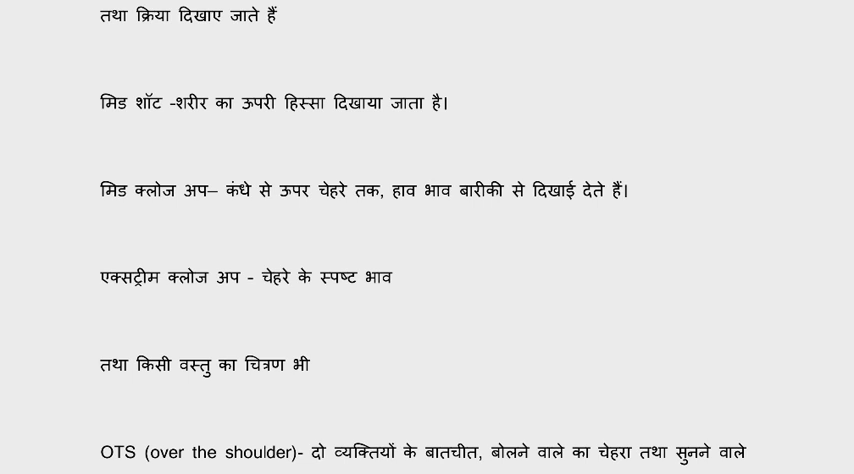 तथा क्रिया दिखाए जाते हैं
मिड शॉट -शरीर का ऊपरी हिस्सा दिखाया जाता है।
मिड क्लोज अप– कंधे से ऊपर चेहरे तक, हाव भाव बारीकी से दिखाई देते हैं।
एक्सट्रीम क्लोज अप - चेहरे के स्पष्ट भाव
तथा किसी वस्तु का चित्रण भी
OTS (over the shoulder)- दो व्यक्तियों के बातचीत, बोलने वाले का चेहरा तथा सुनने वाले